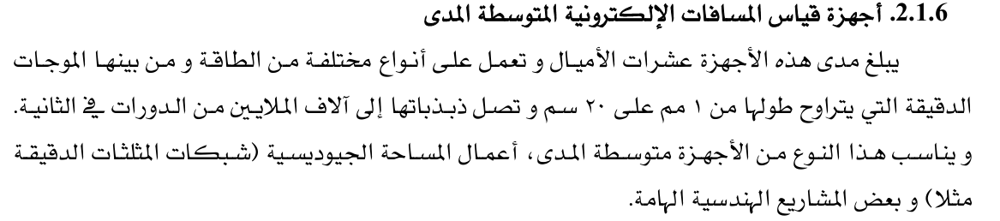 2.1.6. أجهزة قياس المسافات الإلكترونية المتوسطة المدى
يبلغ مدى هذه الأجهزة عشرات الأميال و تعمل على أنواع مختلفة من الطاقة و من بينها الموجات
الدقيقة التي يتراوح طولها من ١ مم على ٢٠ سم و تصل ذبذباتها إلى آلاف الملايين من الدورات في الثانية.
و يناسب هذا النوع من الأجهزة متوسطة المدى، أعمال المساحة الجيوديسية (شبكات المثلثات الدقيقة
مثلا) و بعض المشاريع الهندسية الهامة.